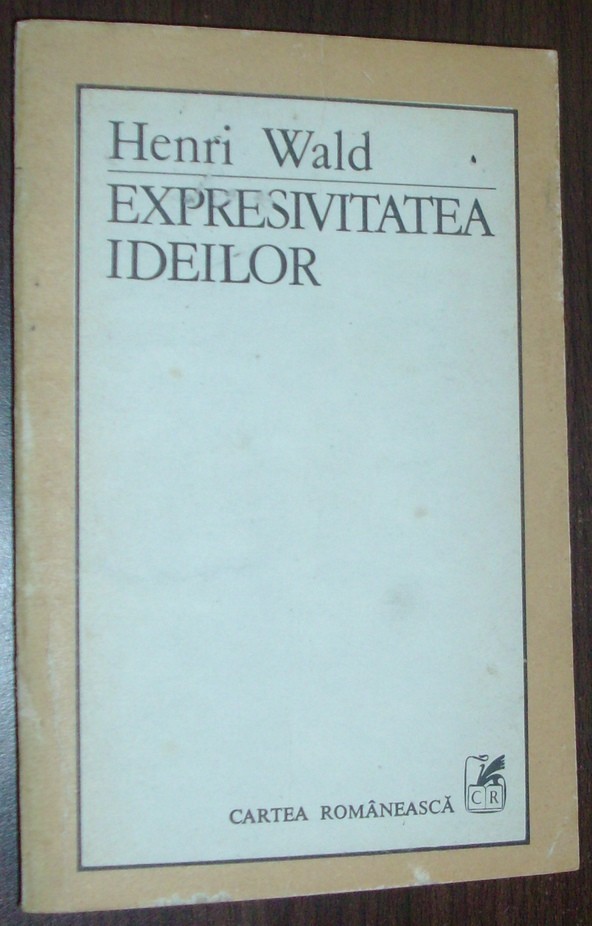 Henri Wald
EXPRESIVITATEA
IDEILOR
CARTEA ROMÂNEASCĂ
CR